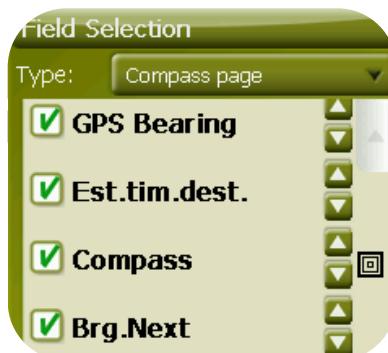 Field Selection
Type: Compass page
GPS Bearing
Est.tim.dest.
Compass
Brg.Next